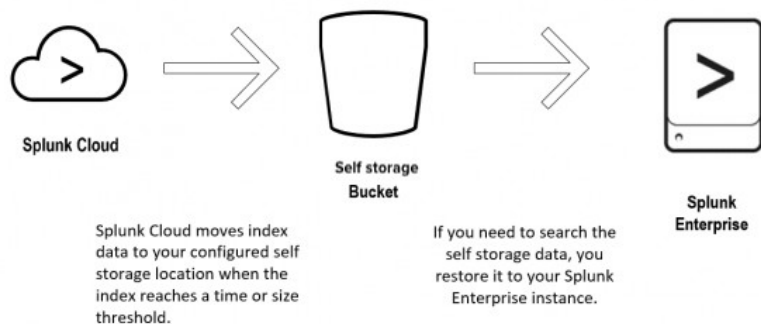 Splunk Cloud
Self storage
Bucket
Splunk
Enterprise
Splunk Cloud moves index
data to your configured self
storage location when the
index reaches a time or size
threshold.
If you need to search the
self storage data, you
restore it to your Splunk
Enterprise instance.